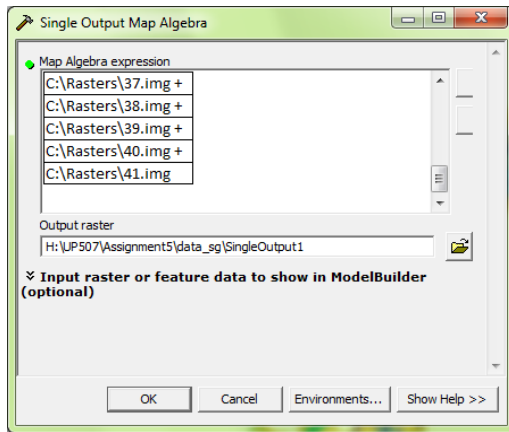 Single Output Map Algebra
Map Algebra expression
C:\Rasters\37.img +
C:\Rasters\38.img +
C:\Rasters\39.img +
C:\Rasters\40.img +
C:\Rasters\41.img
Output raster
H:\UP507\Assignment5\data_sg\SingleOutput1
Input raster or feature data to show in ModelBuilder
(optional)
OK Cancel Environments... Show Help >>